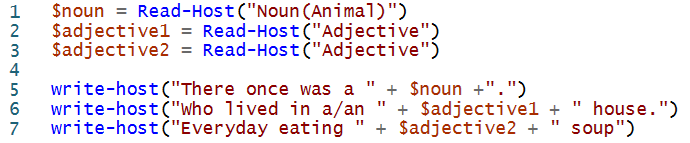 1 $noun = Read-Host("Noun(Animal)")
2 $adjective1 = Read-Host("Adjective")
3 $adjective2 = Read-Host("Adjective")
4
5 write-host("There once was a " + $noun +".")
6 write-host("Who lived in a/an " + $adjective1 + " house.")
7 write-host("Everyday eating " + $adjective2 + " soup")